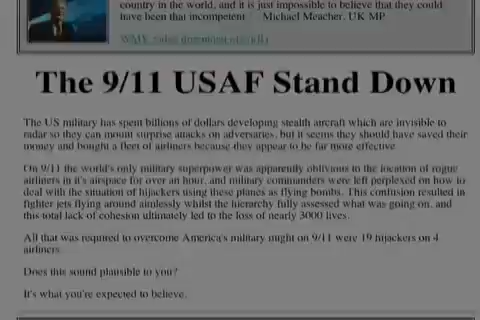 country in the world, and it is just impossible to believe that they could
have been that incompetent Michael Meacher, UK MP
The 9/11 USAF Stand Down
The US military has spent billions of dollars developing stealth aircraft which are invisible to
radar so they can mount surprise attacks on adversaries, but it seems they should have saved their
money and bought a fleet of airliners because they appear to be far more effective.
On 9/11 the world's only military superpower was apparently oblivious to the location of rogue
airliners in it's airspace for over an hour, and military commanders were left perplexed on how to
deal with the situation of hijackers using these planes as flying bombs. This confusion resulted in
fighter jets flying around aimlessly whilst the hierarchy fully assessed what was going on, and
this total lack of cohesion ultimately led to the loss of nearly 3000 lives.
All that was required to overcome America's military might on 9/11 were 19 hijackers on 4
airliners.
Does this sound plausible to you?
It's what you're expected to believe.